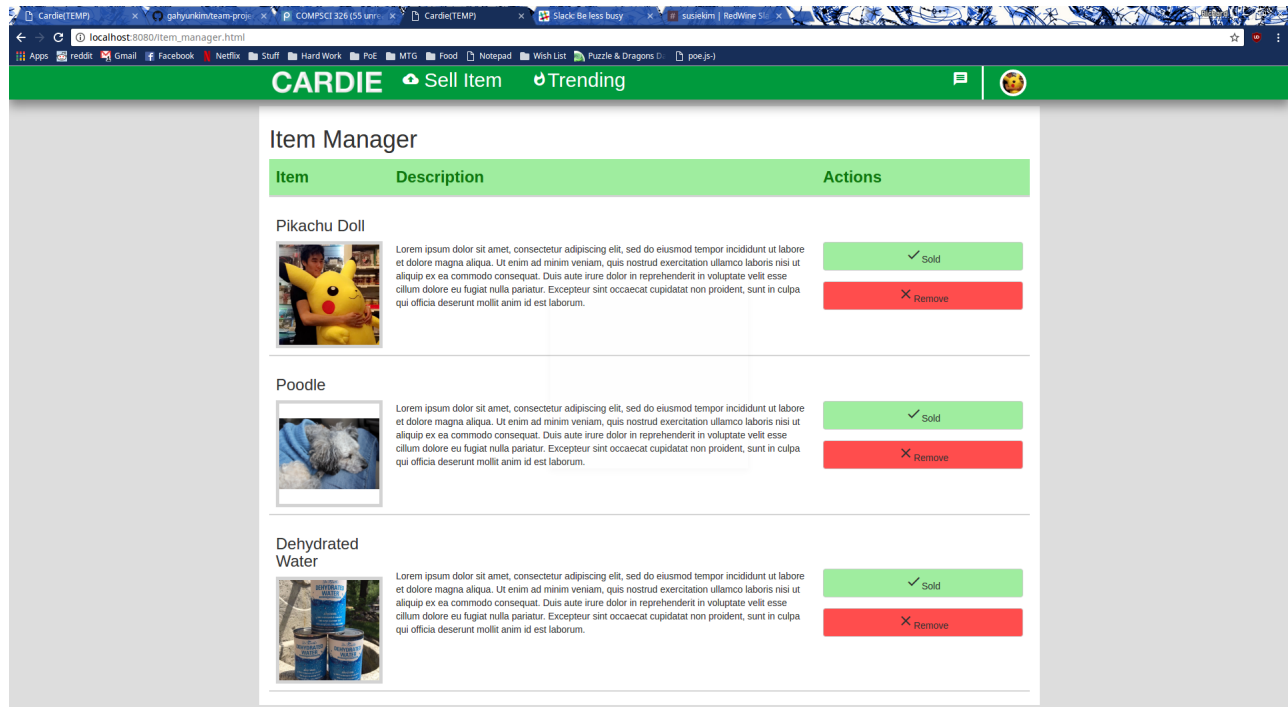 Cardie(TEMP)
gahyunkim/team-proje
COMPSCI 326 (55 unre
Cardie(TEMP)
Slack: Be less busy
susiekim | RedWine Sla
localhost:8080/item_manager.html
Apps reddit Gmail Facebook Netflix Stuff Hard Work PoE MTG Food Notepad Wish List Puzzle & Dragons D poe.js-)
CARDIE Sell Item Trending
Item Manager
Item Description Actions
Pikachu Doll
Lorem ipsum dolor sit amet, consectetur adipiscing elit, sed do eiusmod tempor incididunt ut labore
et dolore magna aliqua. Ut enim ad minim veniam, quis nostrud exercitation ullamco laboris nisi ut
aliquip ex ea commodo consequat. Duis aute irure dolor in reprehenderit in voluptate velit esse
cillum dolore eu fugiat nulla pariatur. Excepteur sint occaecat cupidatat non proident, sunt in culpa
qui officia deserunt mollit anim id est laborum.
Sold
Remove
Poodle
Lorem ipsum dolor sit amet, consectetur adipiscing elit, sed do eiusmod tempor incididunt ut labore
et dolore magna aliqua. Ut enim ad minim veniam, quis nostrud exercitation ullamco laboris nisi ut
aliquip ex ea commodo consequat. Duis aute irure dolor in reprehenderit in voluptate velit esse
cillum dolore eu fugiat nulla pariatur. Excepteur sint occaecat cupidatat non proident, sunt in culpa
qui officia deserunt mollit anim id est laborum.
Sold
Remove
Dehydrated
Water
DEHYDRATED
WATER
DEHYDRATED
WATER
DEHYDRATED
WATER
Lorem ipsum dolor sit amet, consectetur adipiscing elit, sed do eiusmod tempor incididunt ut labore
et dolore magna aliqua. Ut enim ad minim veniam, quis nostrud exercitation ullamco laboris nisi ut
aliquip ex ea commodo consequat. Duis aute irure dolor in reprehenderit in voluptate velit esse
cillum dolore eu fugiat nulla pariatur. Excepteur sint occaecat cupidatat non proident, sunt in culpa
qui officia deserunt mollit anim id est laborum.
Sold
Remove